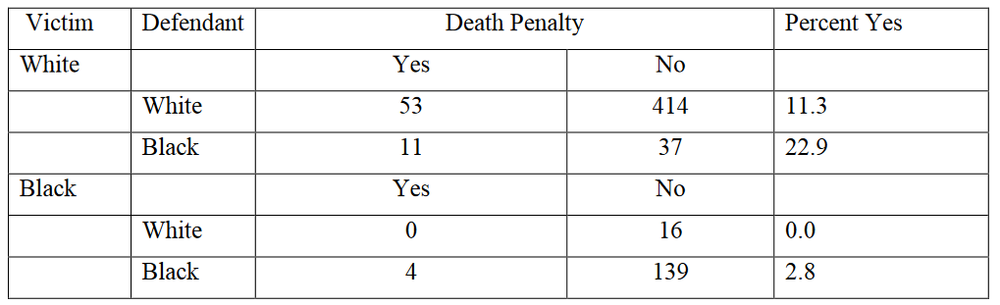 Victim Defendant Death Penalty Percent Yes
White Yes No
White 53 414 11.3
Black 11 37 22.9
Black Yes No
White 0 16 0.0
Black 4 139 2.8